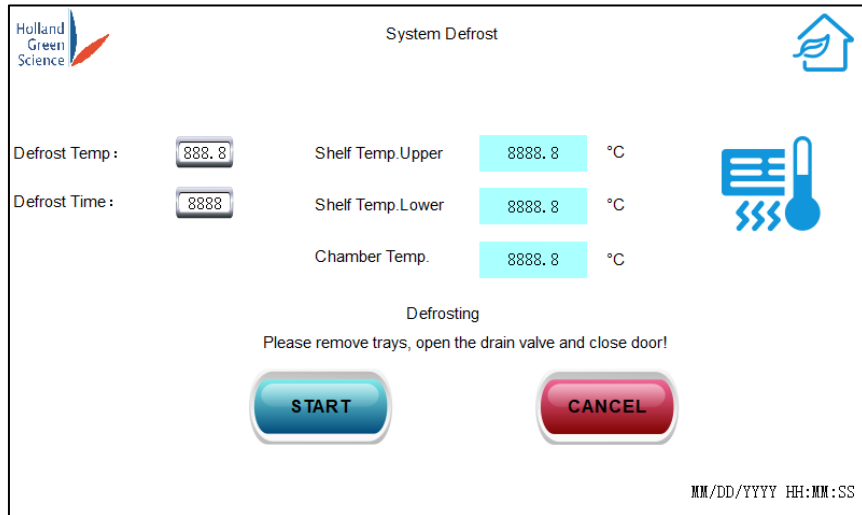 Holland
Green
Science
System Defrost
Defrost Temp：
888.8
Shelf Temp.Upper
8888.8
°C
Defrost Time：
8888
Shelf Temp.Lower
8888.8
°C
Chamber Temp.
8888.8
°C
Defrosting
Please remove trays, open the drain valve and close door!
START
CANCEL
MM/DD/YYYY HH:MM:SS